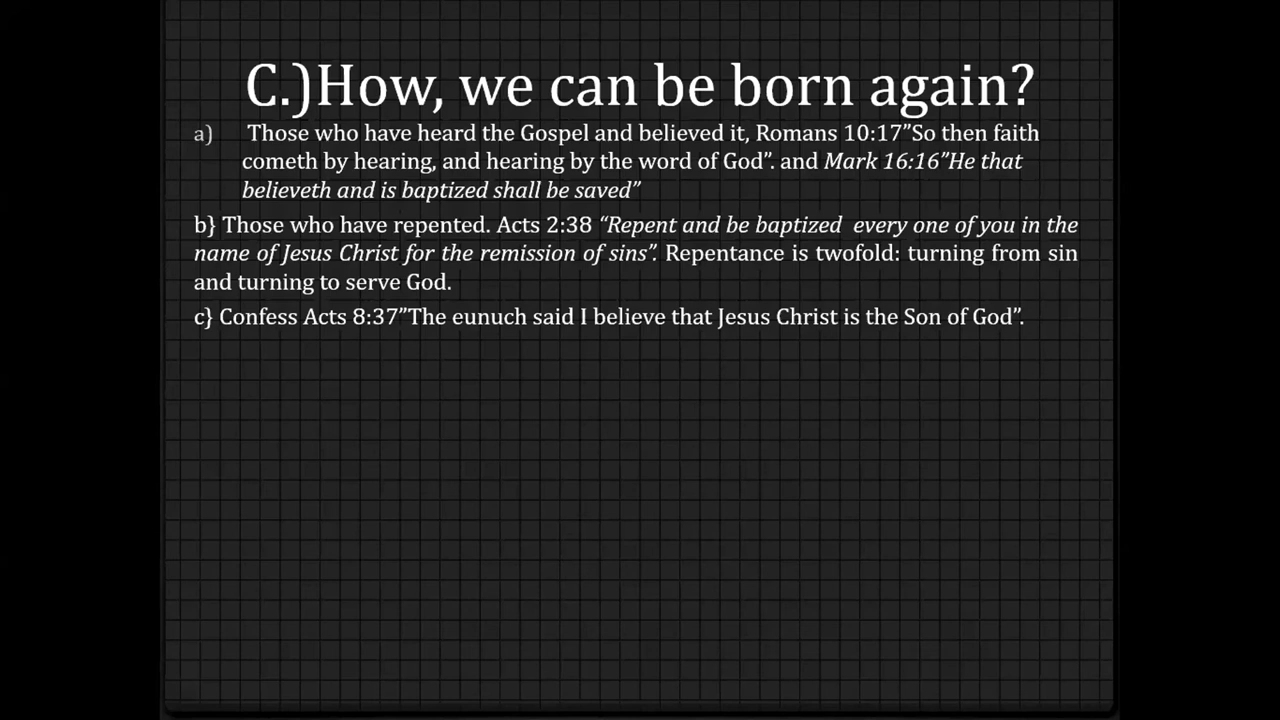 C.)How, we can be born again?
a) Those who have heard the Gospel and believed it, Romans 10:17”So then faith
cometh by hearing, and hearing by the word of God”. and Mark 16:16”He that
believeth and is baptized shall be saved”
b} Those who have repented. Acts 2:38 “Repent and be baptized every one of you in the
name of Jesus Christ for the remission of sins”. Repentance is twofold: turning from sin
and turning to serve God.
c} Confess Acts 8:37”The eunuch said I believe that Jesus Christ is the Son of God”.